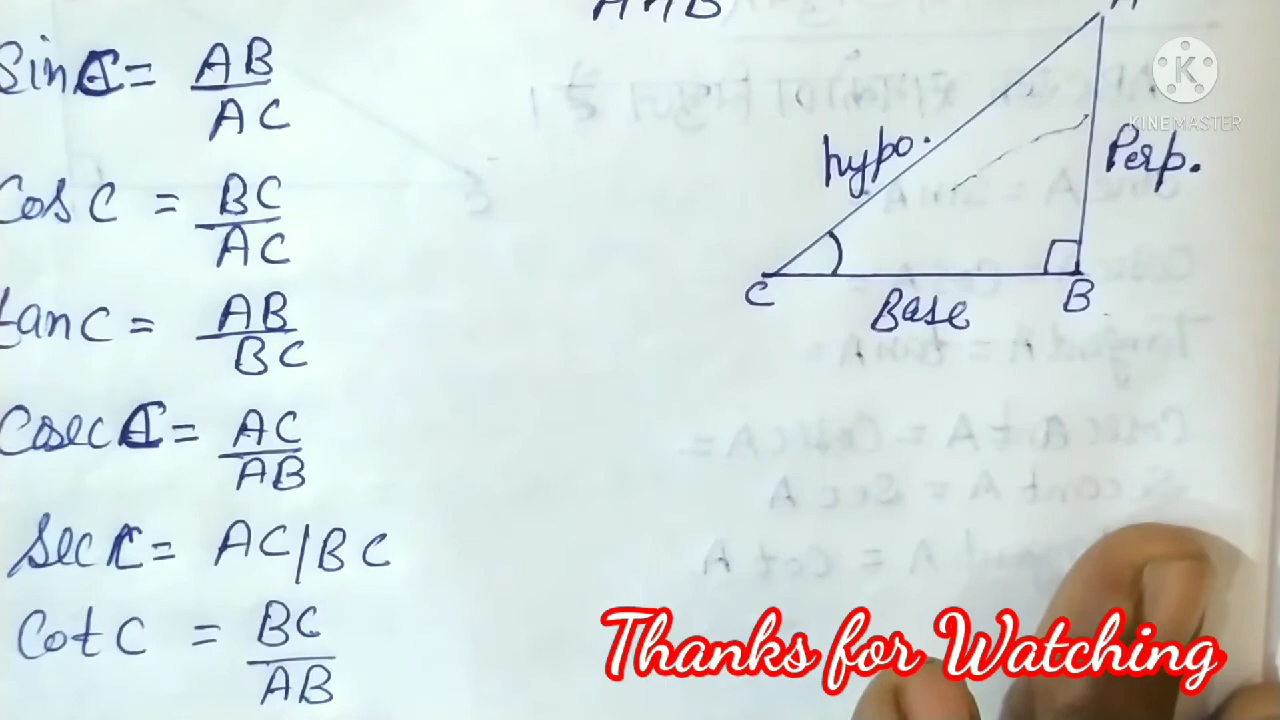 Sin C = AB / AC
Cos C = BC / AC
tan C = AB / BC
Cosec C = AC / AB
Sec C = AC/BC
Cot C = BC / AB
A
hypo.
Perp.
C
Base
B
KINEMASTER
Thanks for Watching